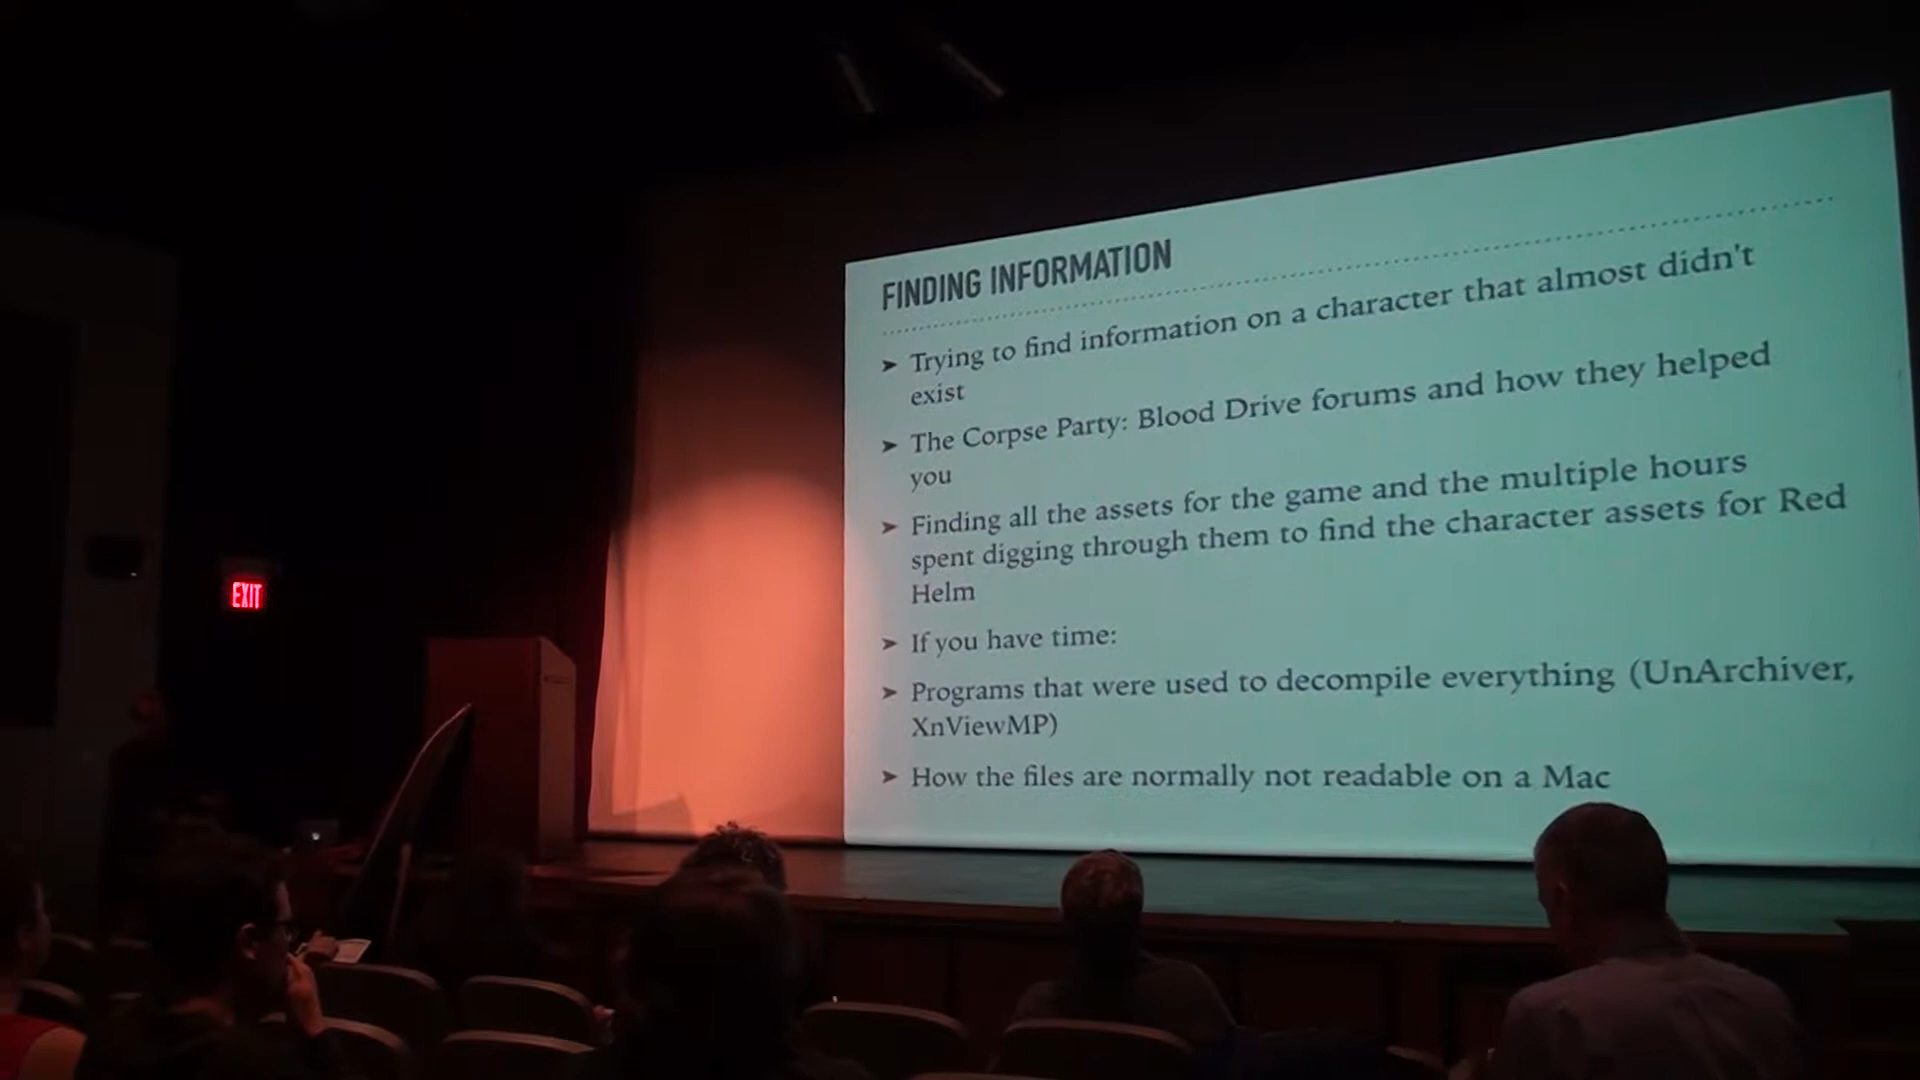 FINDING INFORMATION
➤ Trying to find information on a character that almost didn't
exist
➤ The Corpse Party: Blood Drive forums and how they helped
you
➤ Finding all the assets for the game and the multiple hours
spent digging through them to find the character assets for Red
Helm
➤ If you have time:
➤ Programs that were used to decompile everything (UnArchiver,
XnViewMP)
➤ How the files are normally not readable on a Mac
EXIT